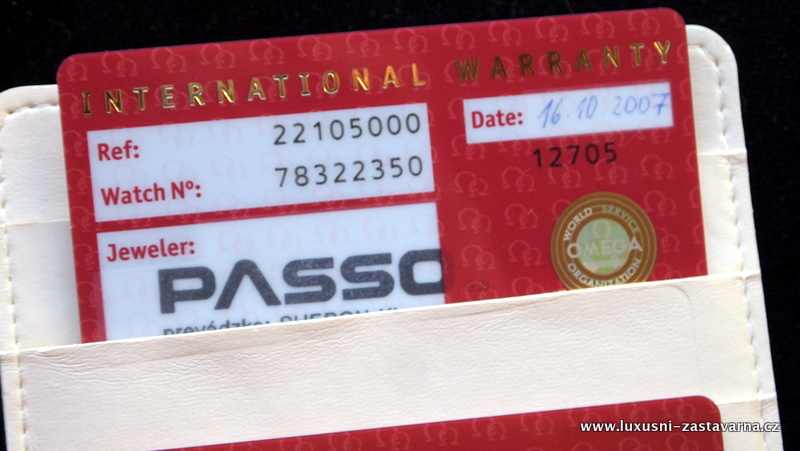 INTERNATIONAL WARRANTY
Ref: 22105000
Watch Nº: 78322350
Date: 16.10.2007
12705
Jeweler:
PASSO
prevádzka:
WORLD SERVICE
OMEGA
ORGANIZATION
www.luxusni-zastavarna.cz